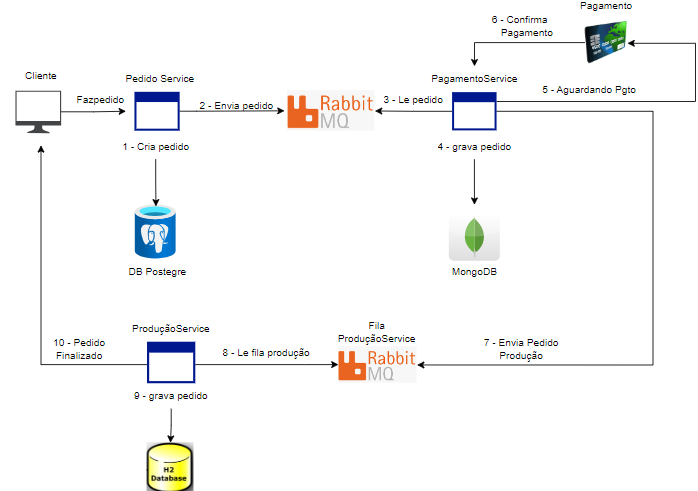 Pagamento
6 - Confirma
Pagamento
Cliente
Pedido Service
PagamentoService
Fazpedido
2 - Envia pedido
Rabbit
MQ
3 - Le pedido
5 - Aguardando Pgto
1 - Cria pedido
4 - grava pedido
DB Postegre
MongoDB
ProduçãoService
Fila
ProduçãoService
10 - Pedido
Finalizado
8 - Le fila produção
Rabbit
MQ
7 - Envia Pedido
Produção
9 - grava pedido
H2
Database